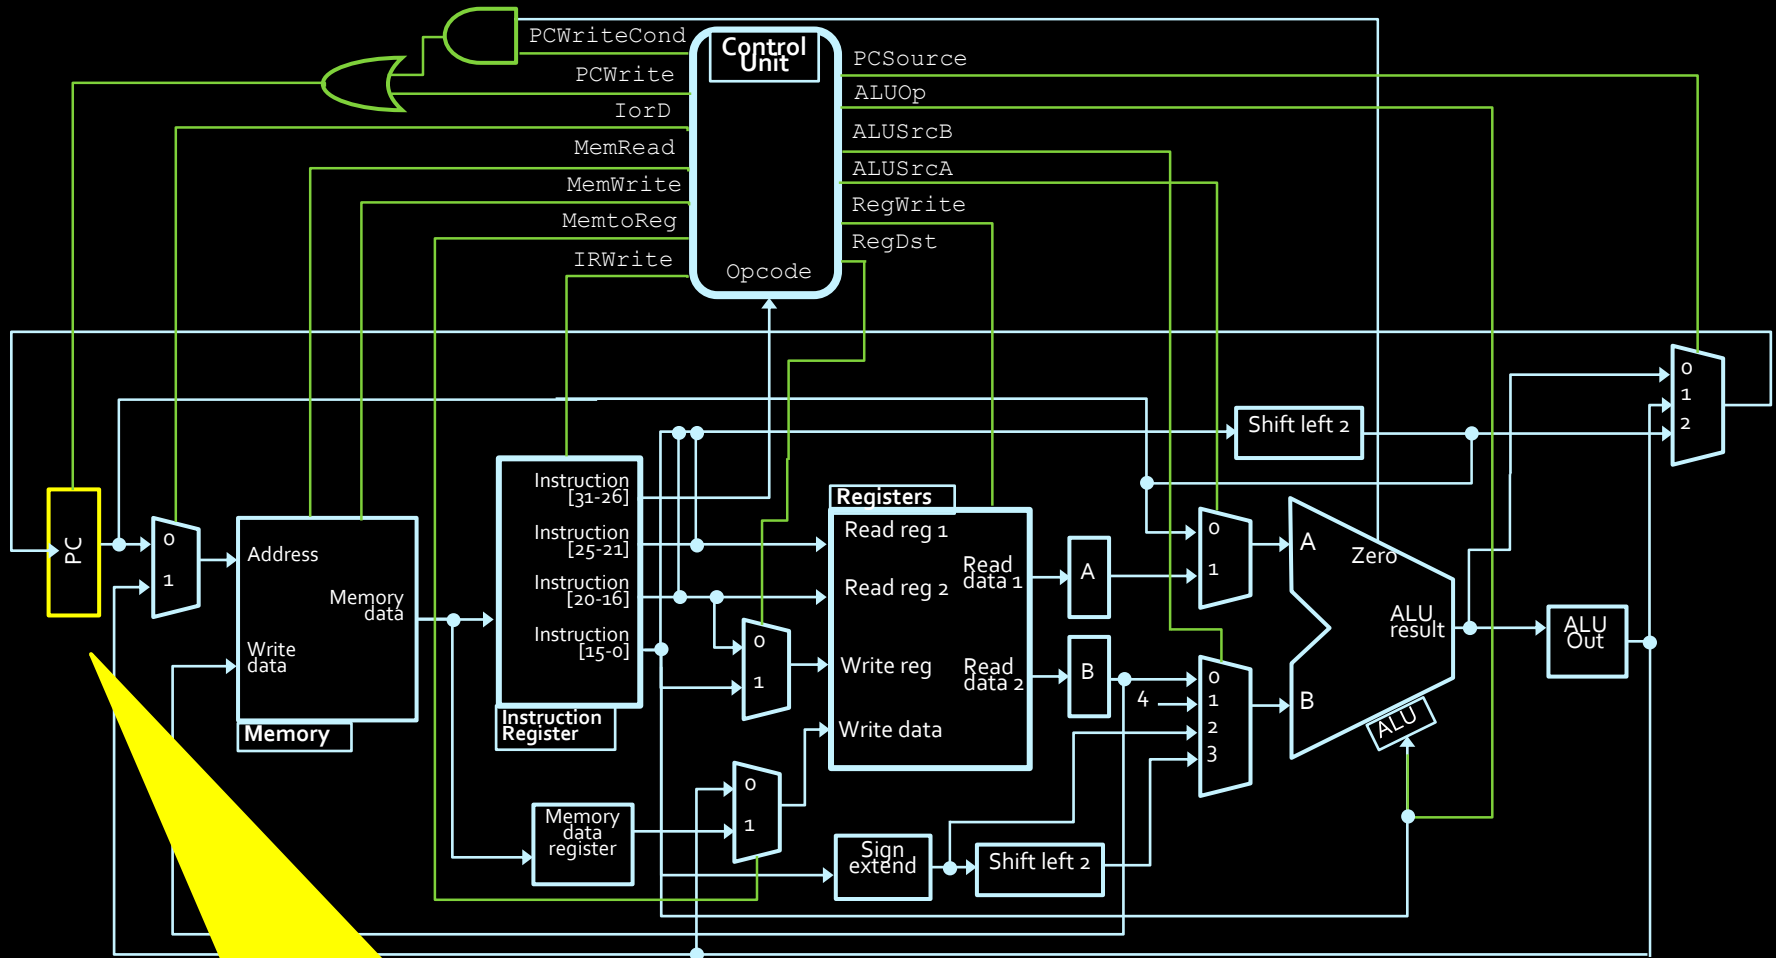 PCWriteCond
PCWrite
IorD
MemRead
MemWrite
MemtoReg
IRWrite
Control
Unit
Opcode
PCSource
ALUOp
ALUSrcB
ALUSrcA
RegWrite
RegDst
PC
0
1
Address
Memory
data
Write
data
Memory
Instruction
[31-26]
Instruction
[25-21]
Instruction
[20-16]
Instruction
[15-0]
Instruction
Register
Memory
data
register
0
1
0
1
Registers
Read reg 1
Read reg 2
Write reg
Write data
Read
data 1
Read
data 2
Sign
extend
Shift left 2
A
B
4
0
1
0
1
2
3
Shift left 2
A
B
Zero
ALU
result
ALU
ALU
Out
0
1
2